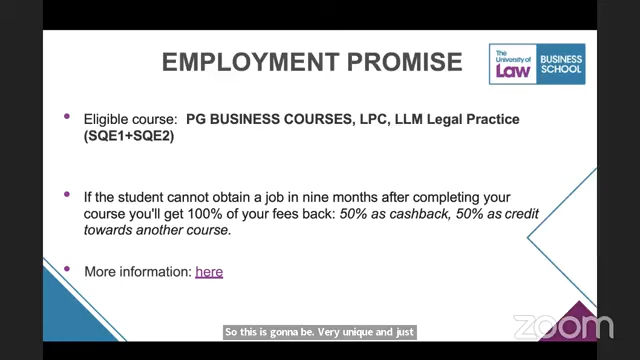 EMPLOYMENT PROMISE
The
University of
Law
BUSINESS
SCHOOL
• Eligible course: PG BUSINESS COURSES, LPC, LLM Legal Practice
(SQE1+SQE2)
• If the student cannot obtain a job in nine months after completing your
course you'll get 100% of your fees back: 50% as cashback, 50% as credit
towards another course.
• More information: here
So this is gonna be. Very unique and just
zoom